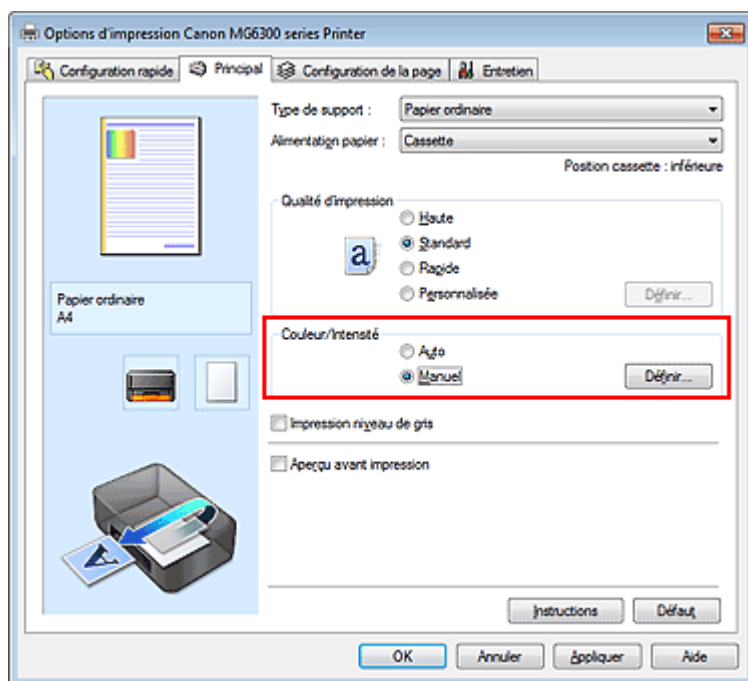 Options d'impression Canon MG6300 series Printer
Configuration rapide Principal Configuration de la page Entretien
Type de support : Papier ordinaire
Alimentation papier : Cassette
Position cassette : inférieure
Qualité d'impression
Haute
a Standard
Rapide
Personnalisée Définir...
Papier ordinaire
A4
Couleur/Intensité
Auto
Manuel Définir...
Impression niveau de gris
Aperçu avant impression
A
Instructions Défaut
OK Annuler Appliquer Aide